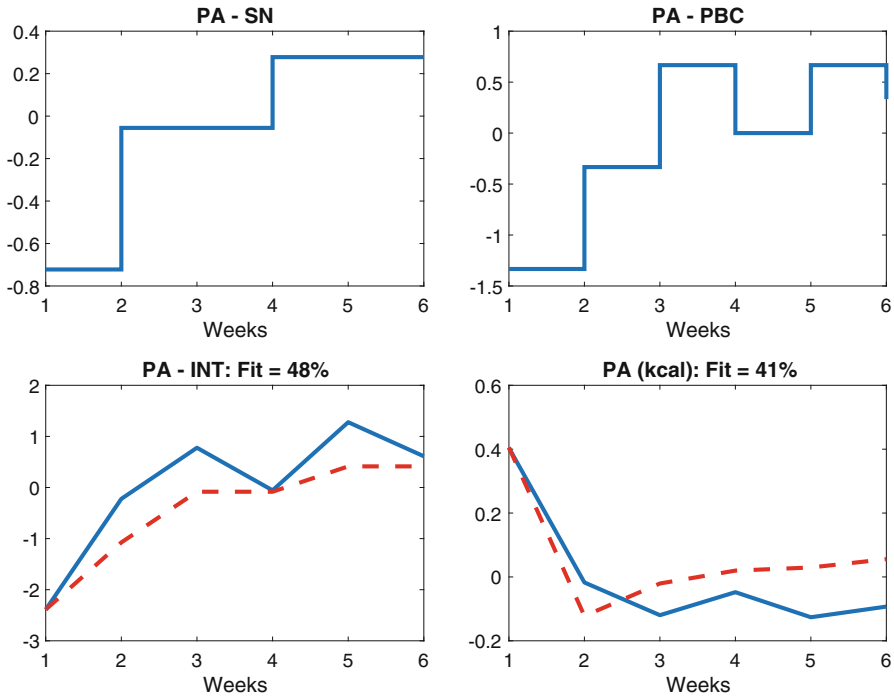 PA - SN
0.4
0.2
0
-0.2
-0.4
-0.6
-0.8
1 2 3 4 5 6
Weeks
PA - PBC
1
0.5
0
-0.5
-1
-1.5
1 2 3 4 5 6
Weeks
PA - INT: Fit = 48%
2
1
0
-1
-2
-3
1 2 3 4 5 6
Weeks
PA (kcal): Fit = 41%
0.6
0.4
0.2
0
-0.2
1 2 3 4 5 6
Weeks